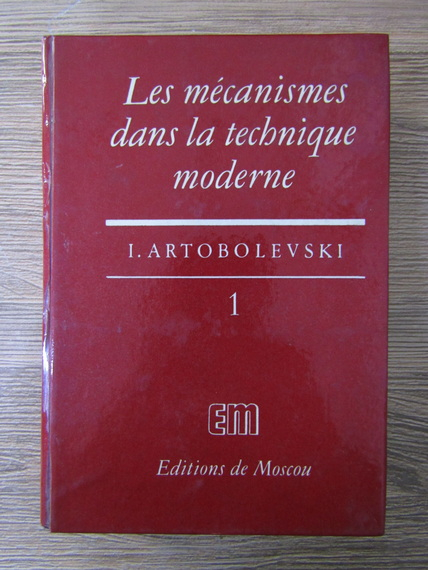 Les mécanismes
dans la technique
moderne
I. ARTOBOLEVSKI
1
EM
Editions de Moscou